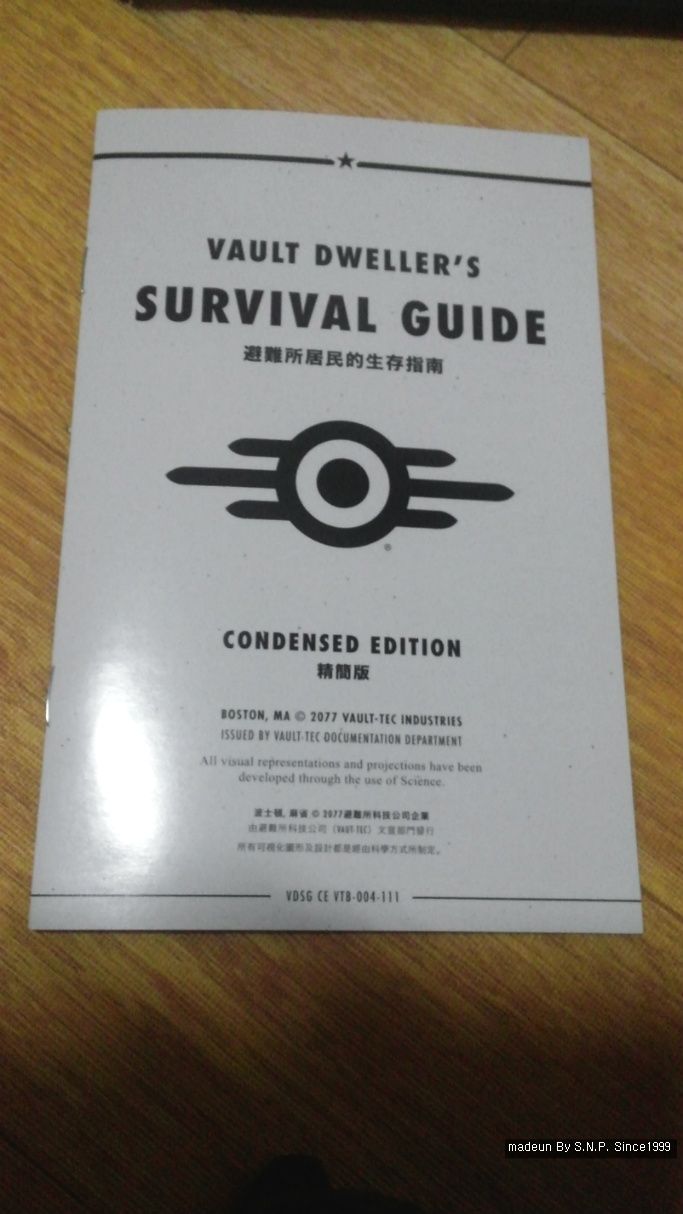 VAULT DWELLER'S
SURVIVAL GUIDE
避難所居民的生存指南
®
CONDENSED EDITION
精簡版
BOSTON, MA © 2077 VAULT-TEC INDUSTRIES
ISSUED BY VAULT-TEC DOCUMENTATION DEPARTMENT
All visual representations and projections have been
developed through the use of Science.
波士頓, 麻省 © 2077避難所科技公司企業
由避難所科技公司 (VAUT-TEC) 文宣部門發行
所有可視化圖形及設計都是經由科學方式所制定。
VDSG CE VTB-004-111
madeun By S.N.P. Since1999